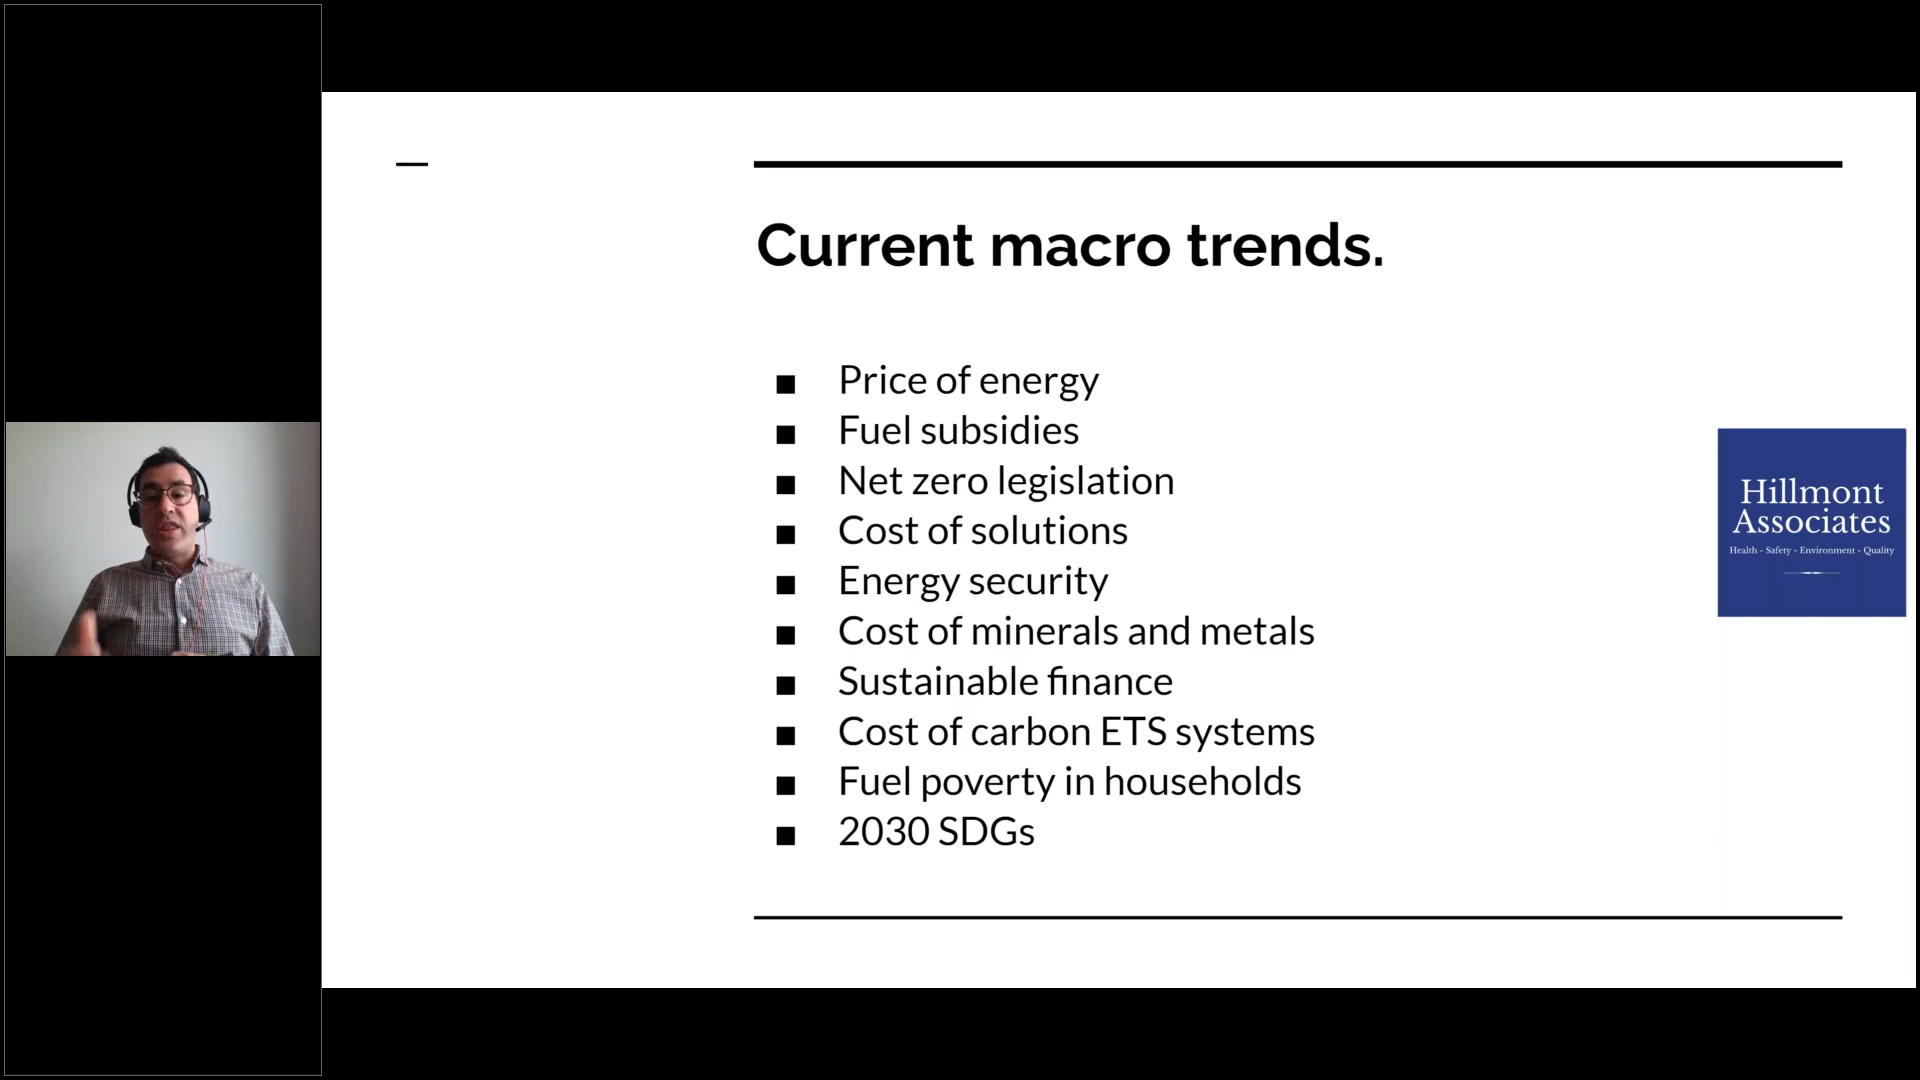 Current macro trends.
Price of energy
Fuel subsidies
Net zero legislation
Cost of solutions
Energy security
Cost of minerals and metals
Sustainable finance
Cost of carbon ETS systems
Fuel poverty in households
2030 SDGs
Hillmont
Associates
Health - Safety - Environment - Quality